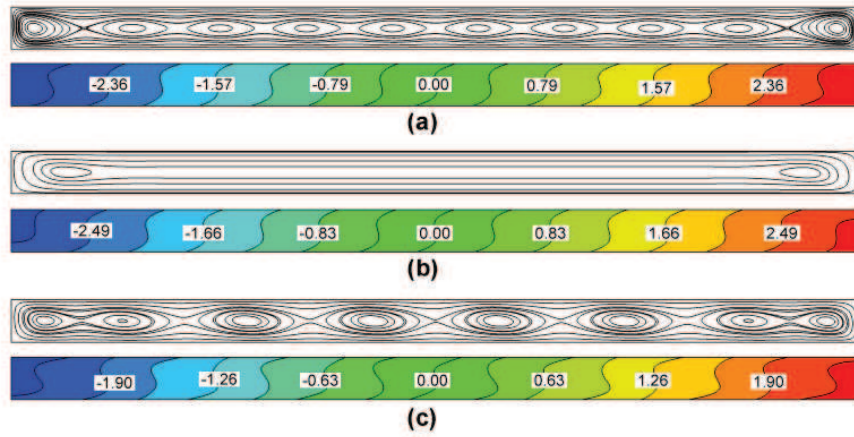 -2.36 -1.57 -0.79 0.00 0.79 1.57 2.36
(a)
-2.49 -1.66 -0.83 0.00 0.83 1.66 2.49
(b)
-1.90 -1.26 -0.63 0.00 0.63 1.26 1.90
(c)